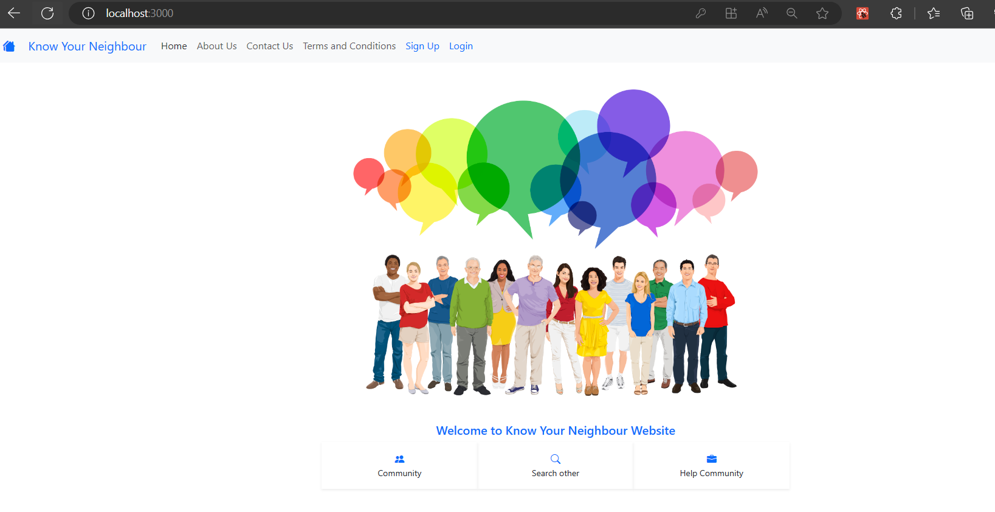 localhost:3000
Know Your Neighbour Home About Us Contact Us Terms and Conditions Sign Up Login
Welcome to Know Your Neighbour Website
Community Search other Help Community